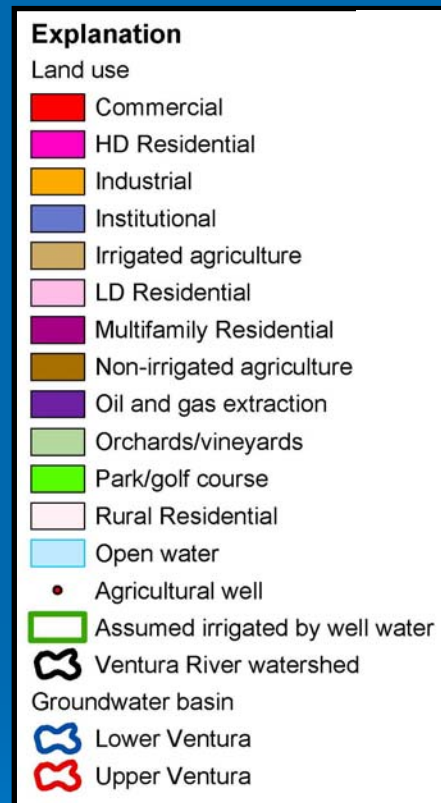 Explanation
Land use
Commercial
HD Residential
Industrial
Institutional
Irrigated agriculture
LD Residential
Multifamily Residential
Non-irrigated agriculture
Oil and gas extraction
Orchards/vineyards
Park/golf course
Rural Residential
Open water
Agricultural well
Assumed irrigated by well water
Ventura River watershed
Groundwater basin
Lower Ventura
Upper Ventura